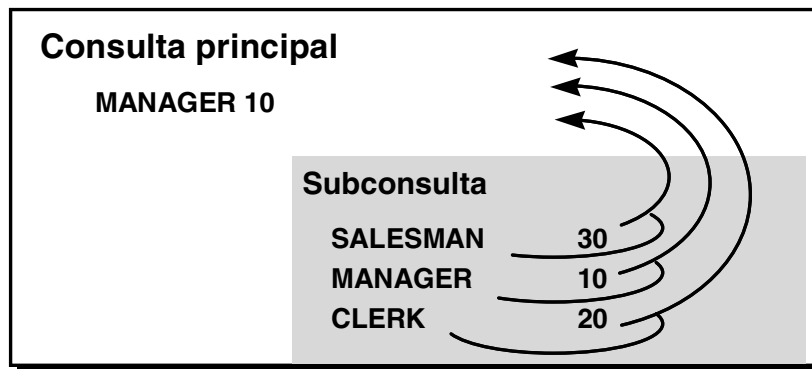 Consulta principal
MANAGER 10
Subconsulta
SALESMAN 30
MANAGER 10
CLERK 20